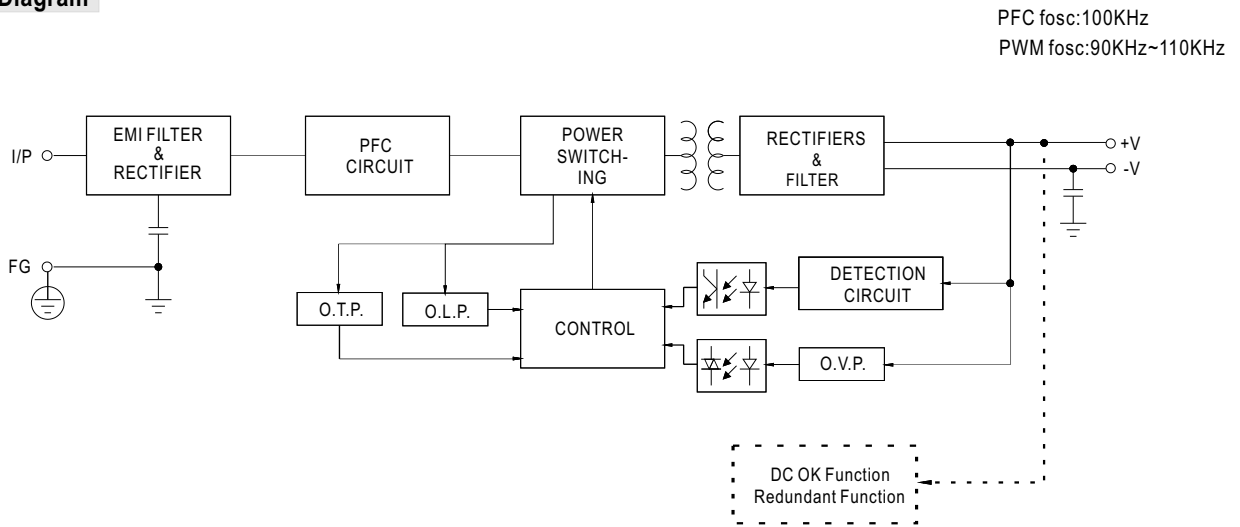 Diagram
PFC fosc:100KHz
PWM fosc:90KHz~110KHz
I/P
EMI FILTER
&
RECTIFIER
PFC
CIRCUIT
POWER
SWITCH-
ING
RECTIFIERS
&
FILTER
+V
-V
FG
O.T.P.
O.L.P.
CONTROL
DETECTION
CIRCUIT
O.V.P.
DC OK Function
Redundant Function